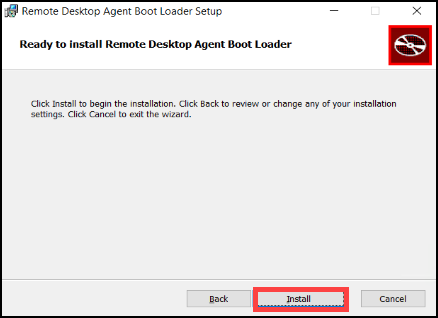 Remote Desktop Agent Boot Loader Setup
Ready to install Remote Desktop Agent Boot Loader
Click Install to begin the installation. Click Back to review or change any of your installation
settings. Click Cancel to exit the wizard.
Back Install Cancel